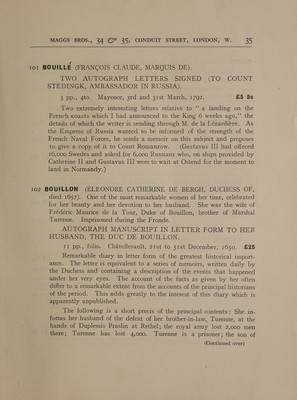 MAGGS BROS., 34 & 35, CONDUIT STREET, LONDON, W. 35
101 BOUILLÉ (FRANÇOIS CLAUDE, MARQUIS DE).
TWO AUTOGRAPH LETTERS SIGNED (TO COUNT
STEDINGK, AMBASSADOR IN RUSSIA).
3 pp., 4to. Mayence, 3rd and 31st March, 1792. £5 5s
Two extremely interesting letters relative to "a landing on the
French coasts which I had announced to the King 6 weeks ago," the
details of which the writer is sending through M. de la Lézardière. As
the Empress of Russia wanted to be informed of the strength of the
French Naval Forces, he sends a memoir on this subject and proposes
to give a copy of it to Count Romanzow. (Gustavus III had offered
16,000 Swedes and asked for 6,000 Russians who, on ships provided by
Catherine II and Gustavus III were to wait at Ostend for the moment to
land in Normandy.)
102 BOUILLON (ELEONORE CATHERINE DE BERGH, DUCHESS OF,
died 1657). One of the most remarkable women of her time, celebrated
for her beauty and her devotion to her husband. She was the wife of
Frédéric Maurice de la Tour, Duke of Bouillon, brother of Marshal
Turenne. Imprisoned during the Fronde.
AUTOGRAPH MANUSCRIPT IN LETTER FORM TO HER
HUSBAND, THE DUC DE BOUILLON.
11 pp., folio. Châtellerault, 21st to 31st December, 1650. £25
Remarkable diary in letter form of the greatest historical import-
ance. The letter is equivalent to a series of memoirs, written daily by
the Duchess and containing a description of the events that happened
under her very eyes. The account of the facts as given by her often
differ to a remarkable extent from the accounts of the principal historians
of the period. This adds greatly to the interest of this diary which is
apparently unpublished.
The following is a short precis of the principal contents: She in-
forms her husband of the defeat of her brother-in-law, Turenne, at the
hands of Duplessis Praslin at Rethel; the royal army lost 2,000 men
there; Turenne has lost 4,000. Turenne is a prisoner; the son of
(Continued over)